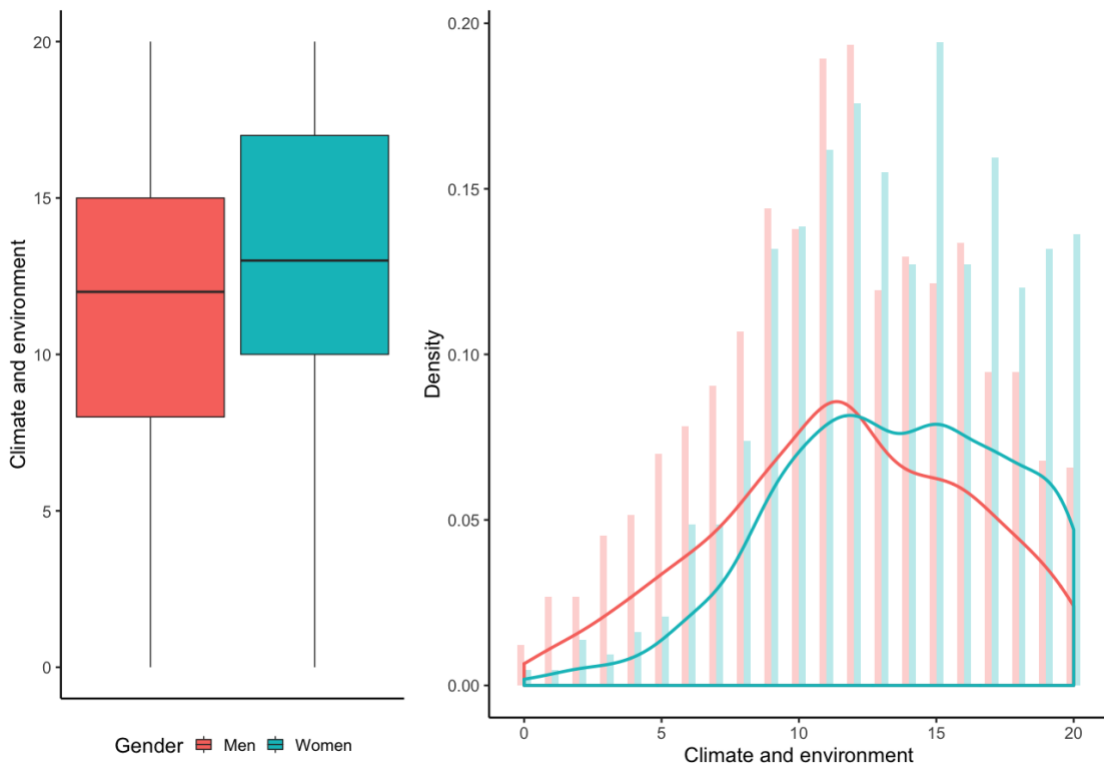 Climate and environment
20
15
10
5
0
Gender Men Women
Density
0.20
0.15
0.10
0.05
0.00
0 5 10 15 20
Climate and environment